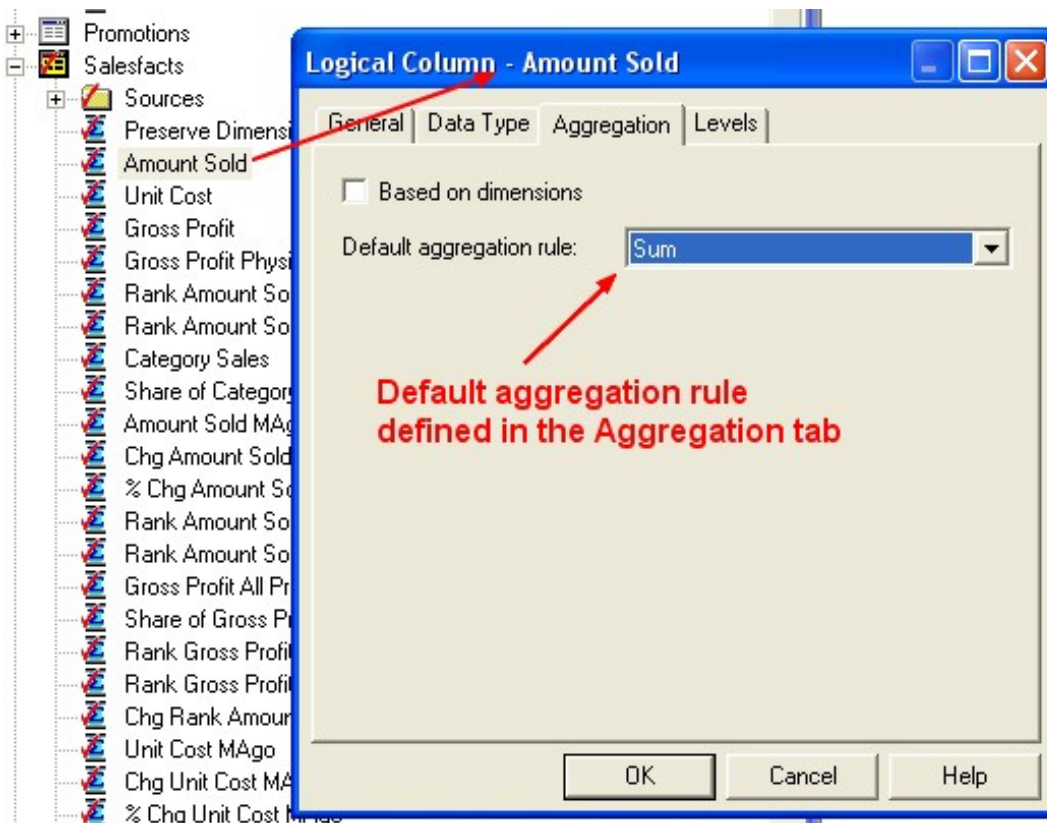 Promotions
Salesfacts
Sources
Preserve Dimensi
Amount Sold
Unit Cost
Gross Profit
Gross Profit Physi
Rank Amount So
Rank Amount So
Category Sales
Share of Categor
Amount Sold MAg
Chg Amount Sold
% Chg Amount So
Rank Amount So
Rank Amount So
Gross Profit All Pr
Share of Gross Pr
Rank Gross Profit
Rank Gross Profit
Chg Rank Amour
Unit Cost MAgo
Chg Unit Cost MA
% Chg Unit Cost MAgo
Logical Column - Amount Sold
General Data Type Aggregation Levels
Based on dimensions
Default aggregation rule: Sum
Default aggregation rule
defined in the Aggregation tab
OK Cancel Help